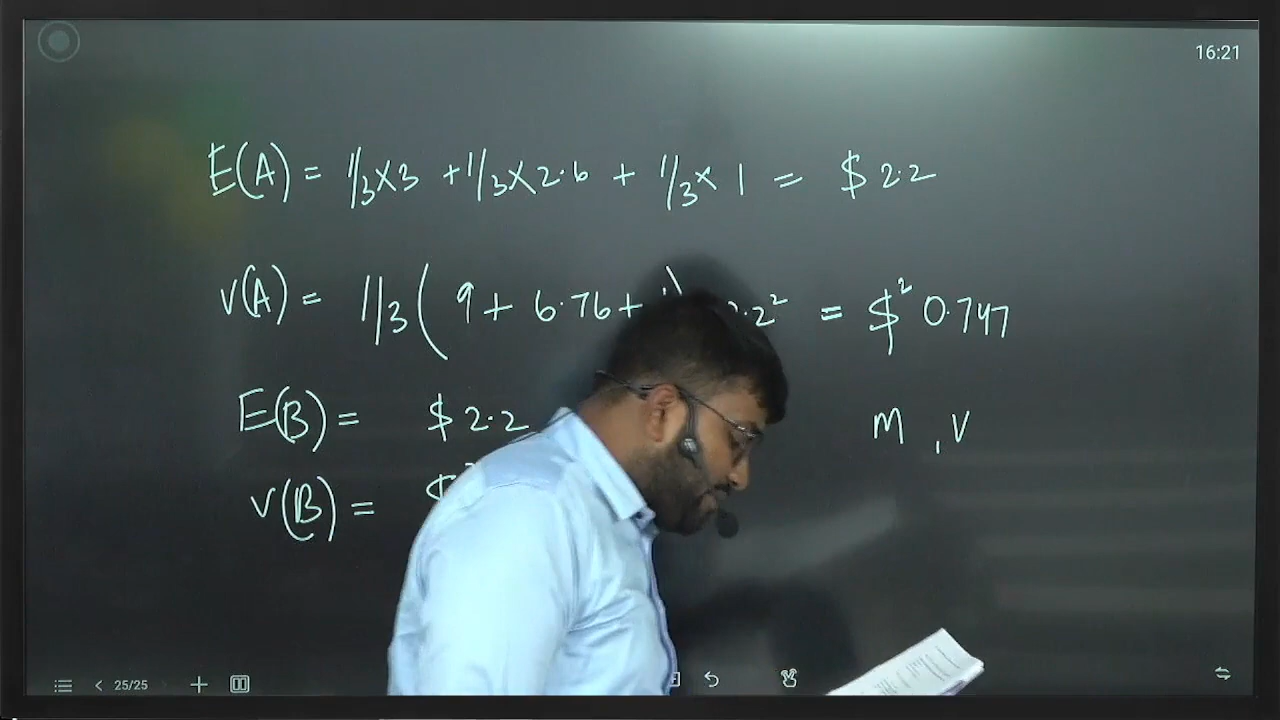 16:21
E(A) = 1/3×3 + 1/3×2.6 + 1/3×1 = $2.2
V(A) = 1/3( 9 + 6.76 + ) .2² = $² 0.747
E(B) = $2.2
M , V
V(B) = $
25/25